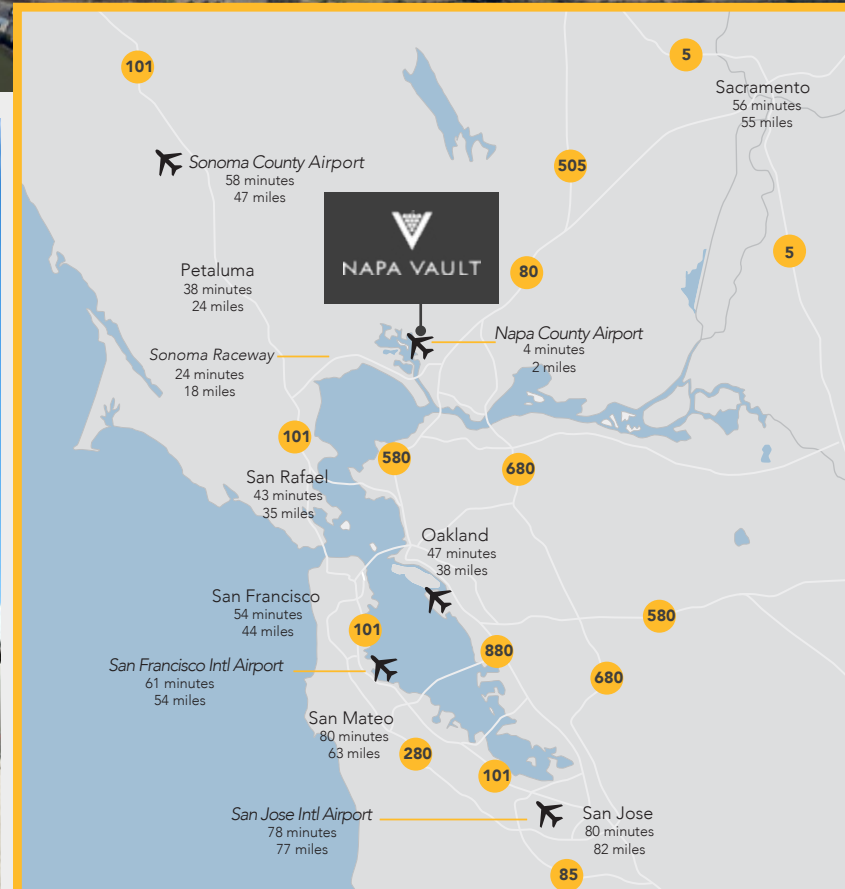 101
5
Sacramento
56 minutes
55 miles
Sonoma County Airport
58 minutes
47 miles
505
NAPA VAULT
5
Petaluma
38 minutes
24 miles
80
Napa County Airport
4 minutes
2 miles
Sonoma Raceway
24 minutes
18 miles
101
580
680
San Rafael
43 minutes
35 miles
Oakland
47 minutes
38 miles
San Francisco
54 minutes
44 miles
101
580
880
San Francisco Intl Airport
61 minutes
54 miles
680
San Mateo
80 minutes
63 miles
280
101
San Jose Intl Airport
78 minutes
77 miles
San Jose
80 minutes
82 miles
85